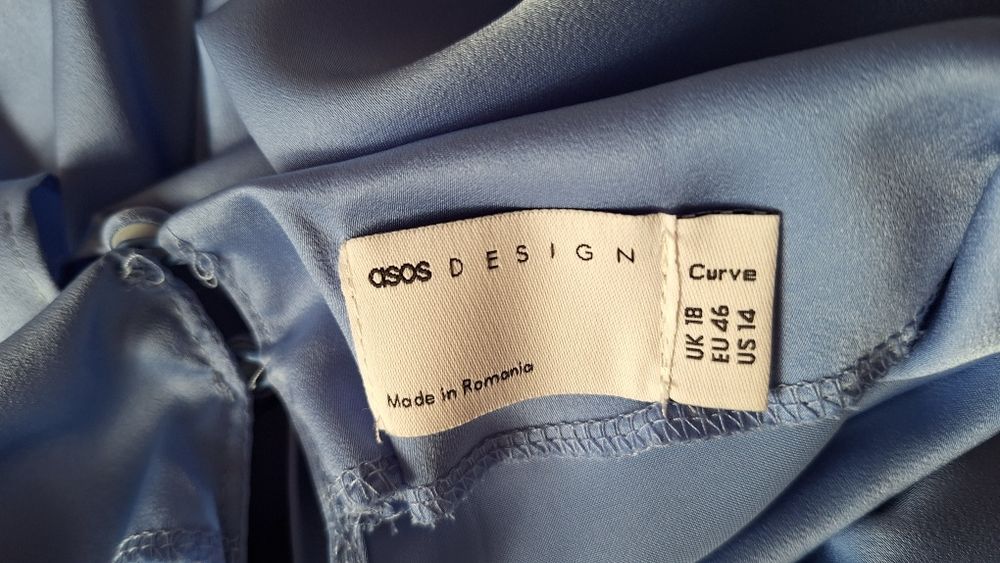 asos DESIGN
Made in Romania
Curve
UK 18
EU 46
US 14